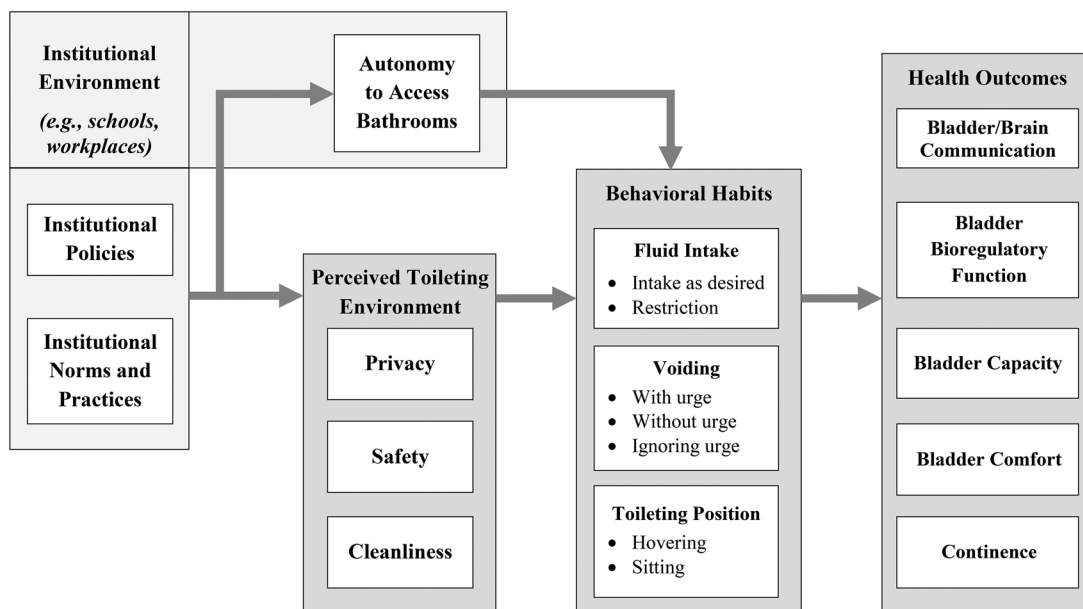 Institutional
Environment
(e.g., schools,
workplaces)
Institutional
Policies
Institutional
Norms and
Practices
Autonomy
to Access
Bathrooms
Perceived Toileting
Environment
Privacy
Safety
Cleanliness
Behavioral Habits
Fluid Intake
• Intake as desired
• Restriction
Voiding
• With urge
• Without urge
• Ignoring urge
Toileting Position
• Hovering
• Sitting
Health Outcomes
Bladder/Brain
Communication
Bladder
Bioregulatory
Function
Bladder Capacity
Bladder Comfort
Continence